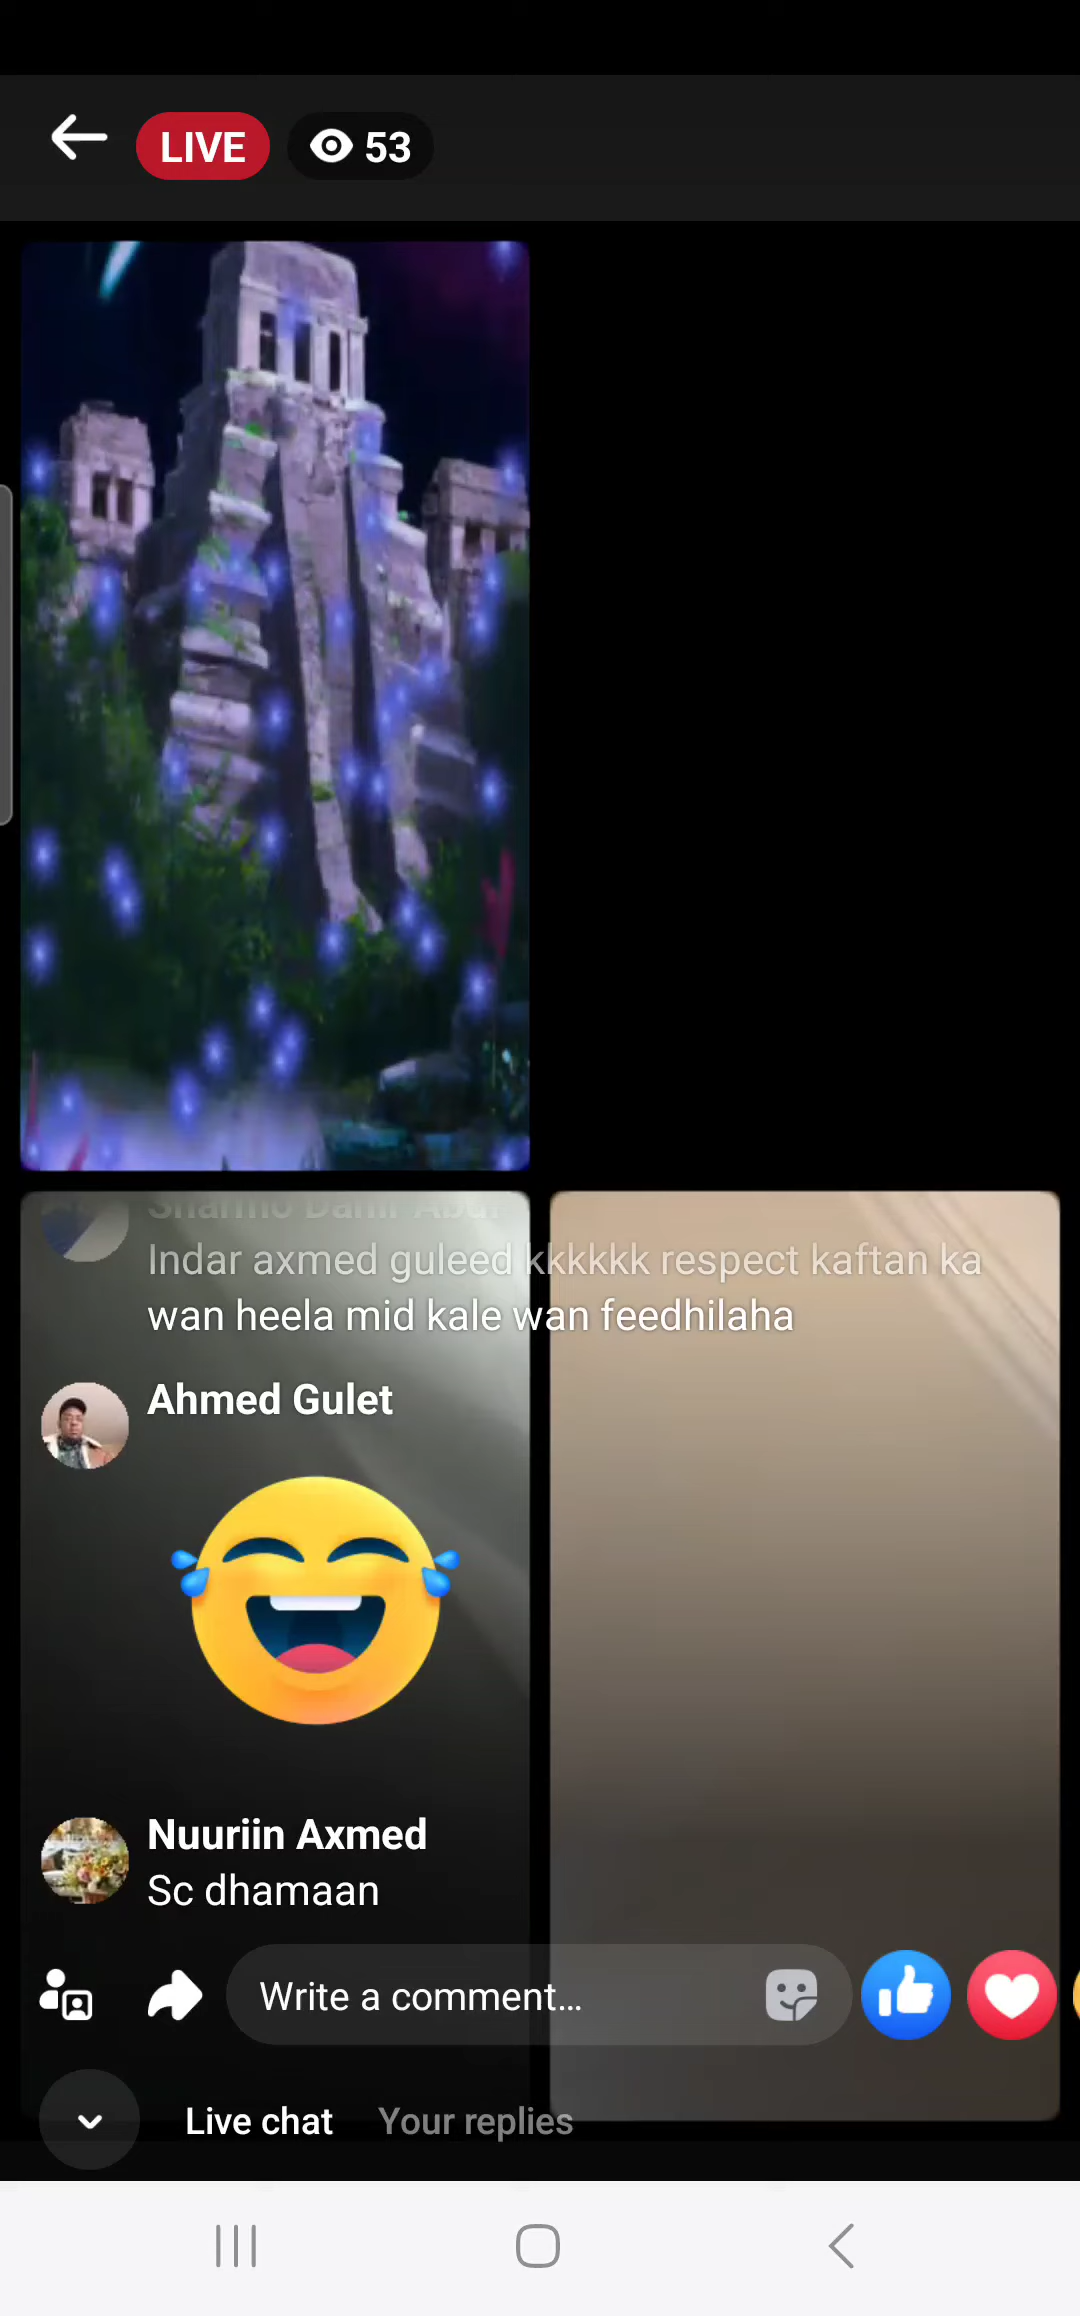 LIVE
53
Indar axmed guleed kkkkkk respect kaftan ka
wan heela mid kale wan feedhilaha
Ahmed Gulet
Nuuriin Axmed
Sc dhamaan
Write a comment...
Live chat
Your replies